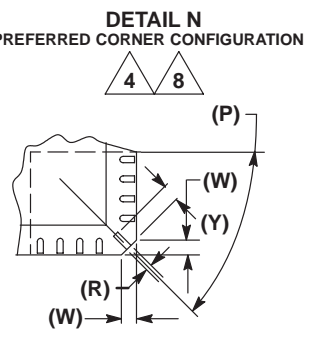 DETAIL N
PREFERRED CORNER CONFIGURATION
4 8
(P)
(W)
(Y)
(R)
(W)